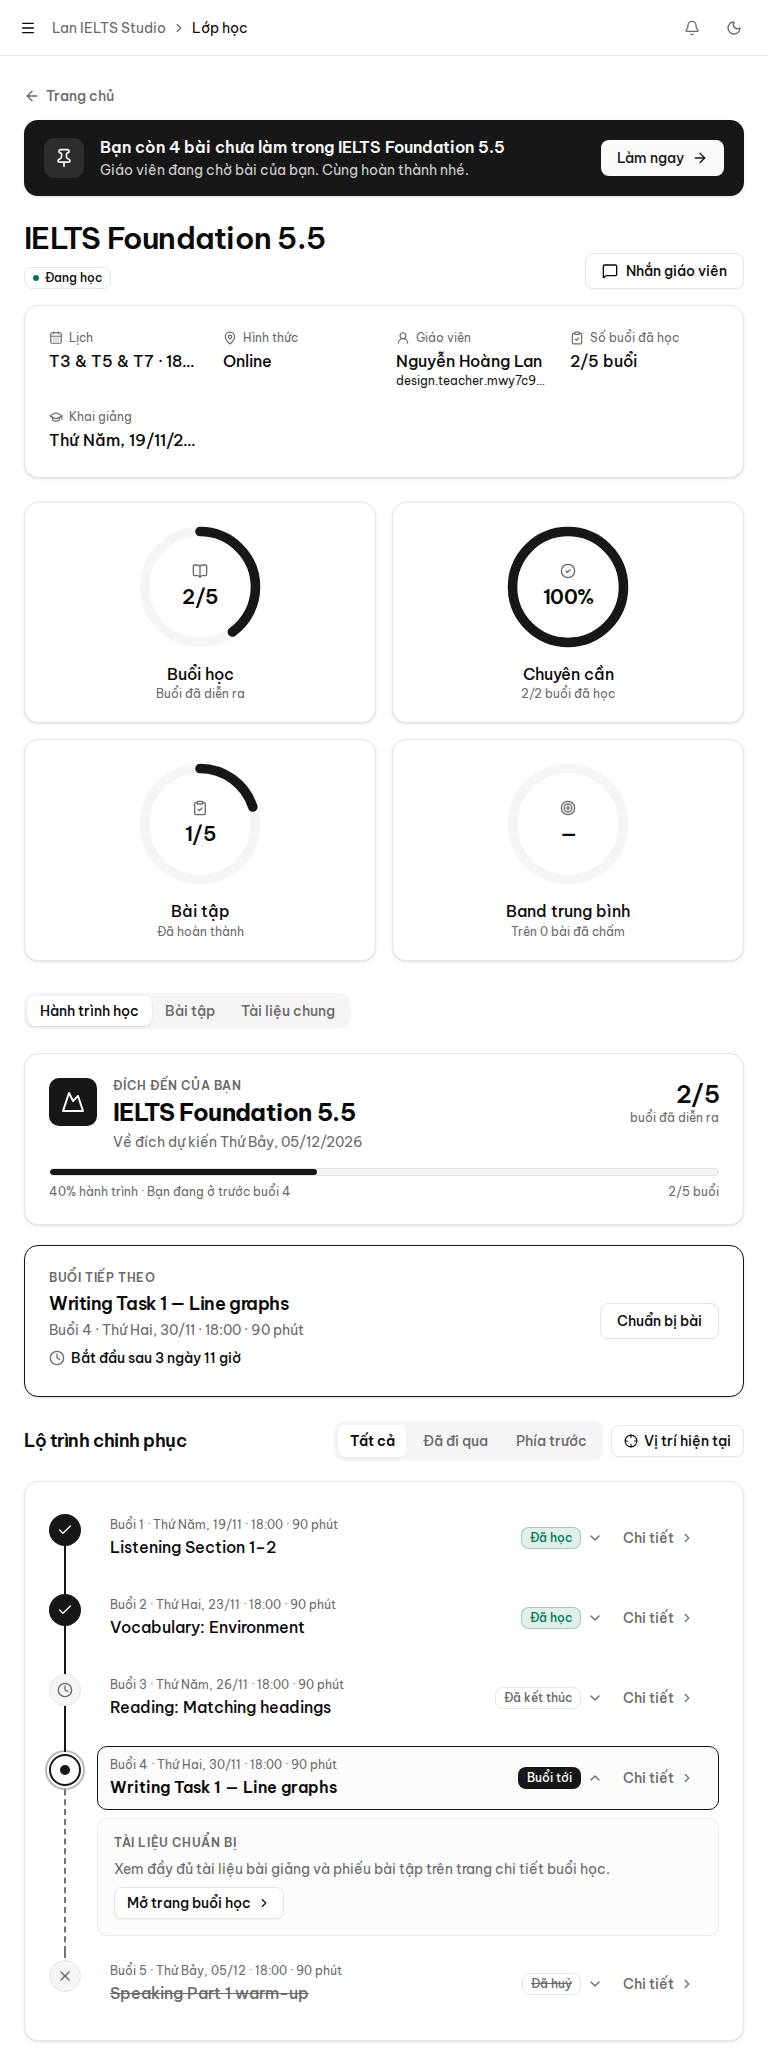 Lan IELTS Studio > Lớp học
Trang chủ
Bạn còn 4 bài chưa làm trong IELTS Foundation 5.5
Giáo viên đang chờ bài của bạn. Cùng hoàn thành nhé.
Làm ngay
IELTS Foundation 5.5
Đang học
Nhắn giáo viên
Lịch
T3 & T5 & T7 · 18...
Hình thức
Online
Giáo viên
Nguyễn Hoàng Lan
design.teacher.mwy7c9...
Số buổi đã học
2/5 buổi
Khai giảng
Thứ Năm, 19/11/2...
2/5
Buổi học
Buổi đã diễn ra
100%
Chuyên cần
2/2 buổi đã học
1/5
Bài tập
Đã hoàn thành
–
Band trung bình
Trên 0 bài đã chấm
Hành trình học
Bài tập
Tài liệu chung
ĐÍCH ĐẾN CỦA BẠN
IELTS Foundation 5.5
Về đích dự kiến Thứ Bảy, 05/12/2026
2/5
buổi đã diễn ra
40% hành trình · Bạn đang ở trước buổi 4
2/5 buổi
BUỔI TIẾP THEO
Writing Task 1 — Line graphs
Buổi 4 · Thứ Hai, 30/11 · 18:00 · 90 phút
Bắt đầu sau 3 ngày 11 giờ
Chuẩn bị bài
Lộ trình chinh phục
Tất cả
Đã đi qua
Phía trước
Vị trí hiện tại
Buổi 1 · Thứ Năm, 19/11 · 18:00 · 90 phút
Listening Section 1–2
Đã học
Chi tiết
Buổi 2 · Thứ Hai, 23/11 · 18:00 · 90 phút
Vocabulary: Environment
Đã học
Chi tiết
Buổi 3 · Thứ Năm, 26/11 · 18:00 · 90 phút
Reading: Matching headings
Đã kết thúc
Chi tiết
Buổi 4 · Thứ Hai, 30/11 · 18:00 · 90 phút
Writing Task 1 — Line graphs
Buổi tới
Chi tiết
TÀI LIỆU CHUẨN BỊ
Xem đầy đủ tài liệu bài giảng và phiếu bài tập trên trang chi tiết buổi học.
Mở trang buổi học
Buổi 5 · Thứ Bảy, 05/12 · 18:00 · 90 phút
Speaking Part 1 warm-up
Đã huỷ
Chi tiết